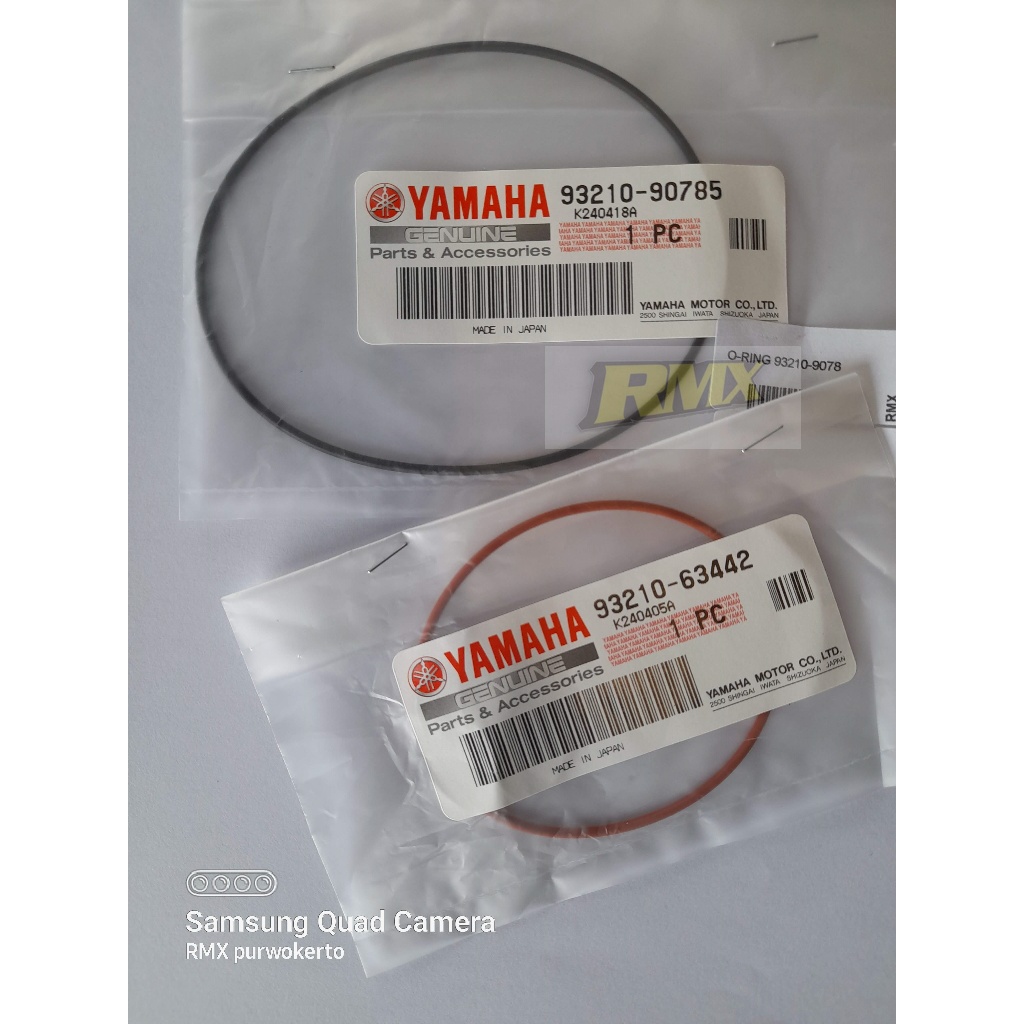 YAMAHA 93210-90785
K240418A
GENUINE
1 PC
Parts & Accessories
YAMAHA MOTOR CO.,LTD.
2500 SHINGAI IWATA SHIZUOKA JAPAN
MADE IN JAPAN
O-RING 93210-9078
RMX
RMX
YAMAHA 93210-63442
K240405A
GENUINE
1 PC
Parts & Accessories
YAMAHA MOTOR CO.,LTD.
2500 SHINGAI IWATA SHIZUOKA JAPAN
MADE IN JAPAN
Samsung Quad Camera
RMX purwokerto